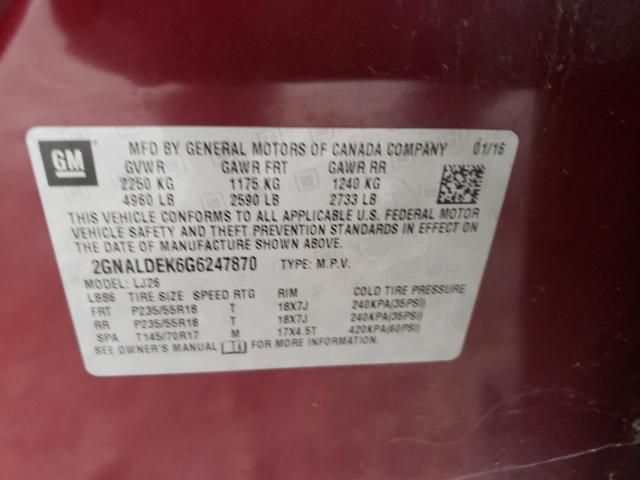 GM
MFD BY GENERAL MOTORS OF CANADA COMPANY 01/16
GVWR GAWR FRT GAWR RR
2250 KG 1175 KG 1240 KG
4960 LB 2590 LB 2733 LB
THIS VEHICLE CONFORMS TO ALL APPLICABLE U.S. FEDERAL MOTOR
VEHICLE SAFETY AND THEFT PREVENTION STANDARDS IN EFFECT ON
THE DATE OF MANUFACTURE SHOWN ABOVE.
2GNALDEK6G6247870 TYPE: M.P.V.
MODEL: LJ26
LBB6 TIRE SIZE SPEED RTG RIM COLD TIRE PRESSURE
FRT P235/55R18 T 18X7J 240KPA(35PSI)
RR P235/55R18 T 18X7J 240KPA(35PSI)
SPA T145/70R17 M 17X4.5T 420KPA(60PSI)
SEE OWNER'S MANUAL FOR MORE INFORMATION.